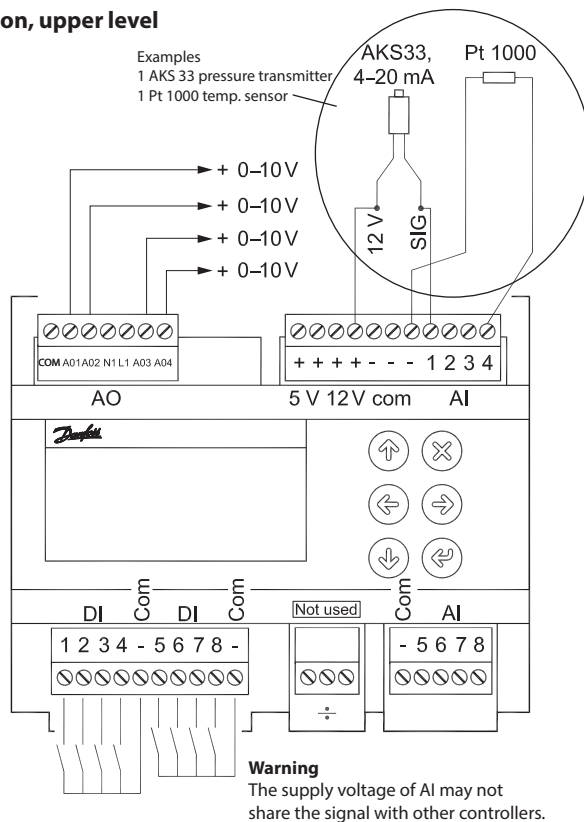 on, upper level
Examples
1 AKS 33 pressure transmitter
1 Pt 1000 temp. sensor
AKS33,
4–20 mA
Pt 1000
+ 0–10 V
+ 0–10 V
+ 0–10 V
+ 0–10 V
12 V
SIG
COM A01 A02 N1 L1 A03 A04
+ + + + - - - 1 2 3 4
AO
5 V 12 V com AI
Danfoss
DI Com DI Com
Not used
Com AI
1 2 3 4 - 5 6 7 8 -
- 5 6 7 8
÷
Warning
The supply voltage of AI may not
share the signal with other controllers.